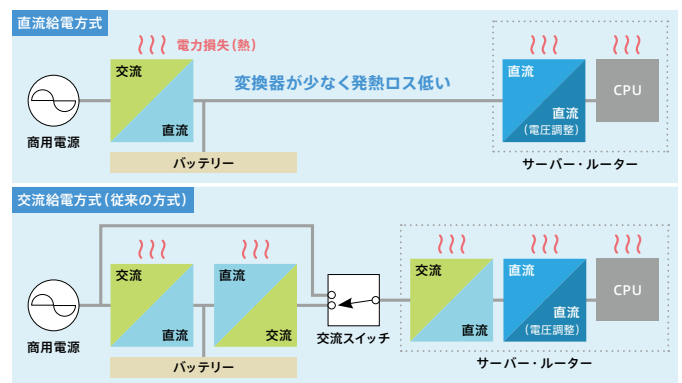 直流給電方式
電力損失(熱)
交流
直流
変換器が少なく発熱ロス低い
直流
直流
(電圧調整)
CPU
商用電源
バッテリー
サーバー・ルーター
交流給電方式(従来の方式)
交流
直流
直流
交流
交流
直流
直流
直流
(電圧調整)
CPU
商用電源
バッテリー
交流スイッチ
サーバー・ルーター